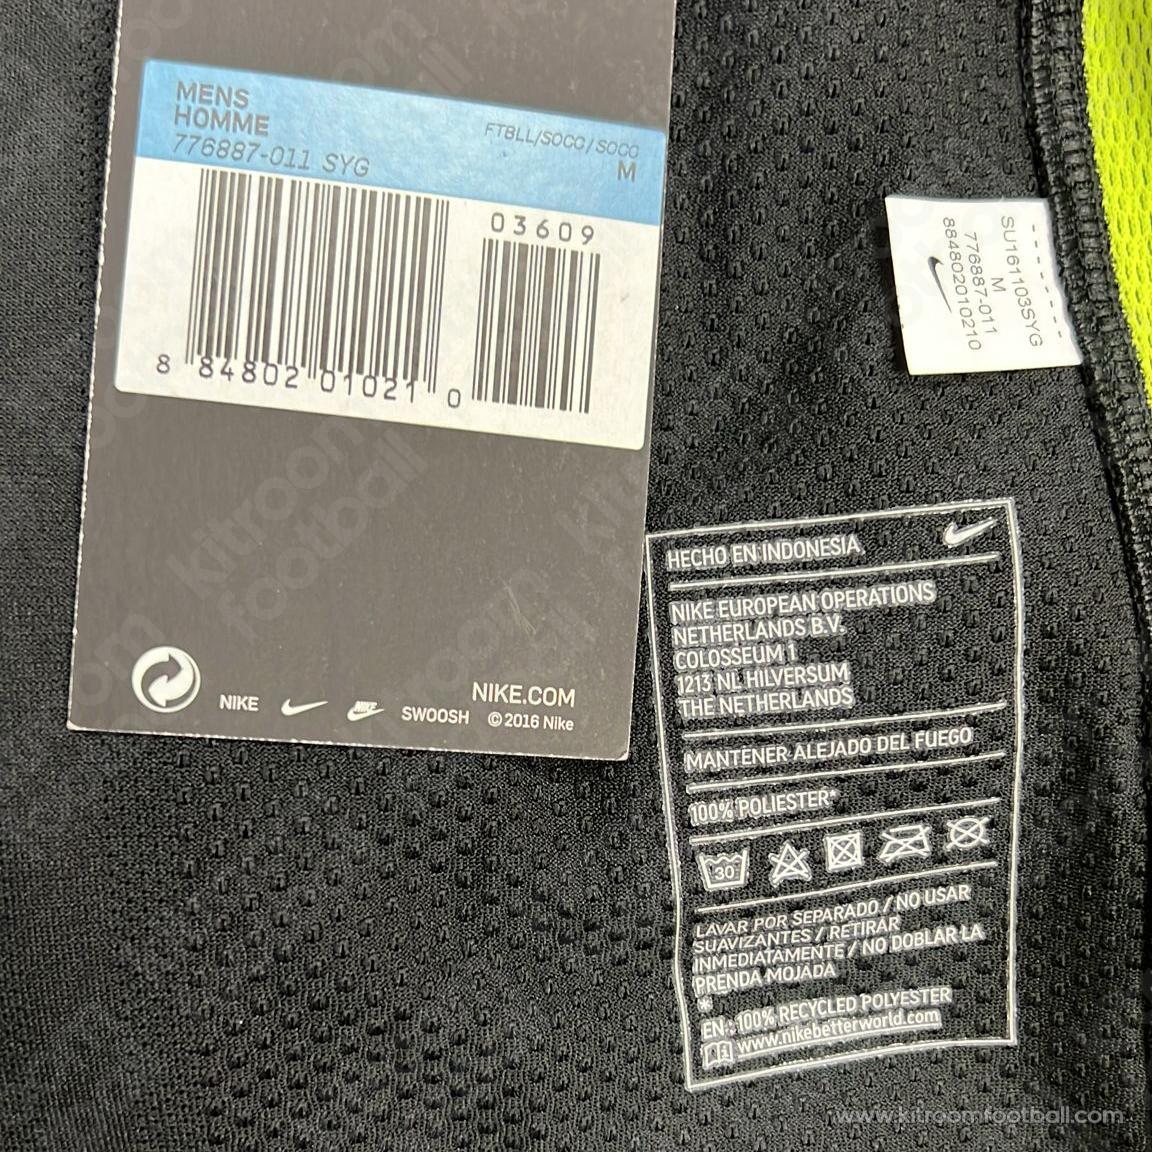 MENS
HOMME
776887-011 SYG
FTBLL/SOCC/SOCC
M
03609
8 84802 01021 0
NIKE
NIKE
SWOOSH
NIKE.COM
© 2016 Nike
SU161103SYG
M
776887-011
884802010210
HECHO EN INDONESIA
NIKE EUROPEAN OPERATIONS
NETHERLANDS B.V.
COLOSSEUM 1
1213 NL HILVERSUM
THE NETHERLANDS
MANTENER ALEJADO DEL FUEGO
100% POLIESTER*
30°
LAVAR POR SEPARADO / NO USAR
SUAVIZANTES / RETIRAR
INMEDIATAMENTE / NO DOBLAR LA
PRENDA MOJADA
*
EN: 100% RECYCLED POLYESTER
www.nikebetterworld.com
kitroom
football
www.kitroomfootball.com